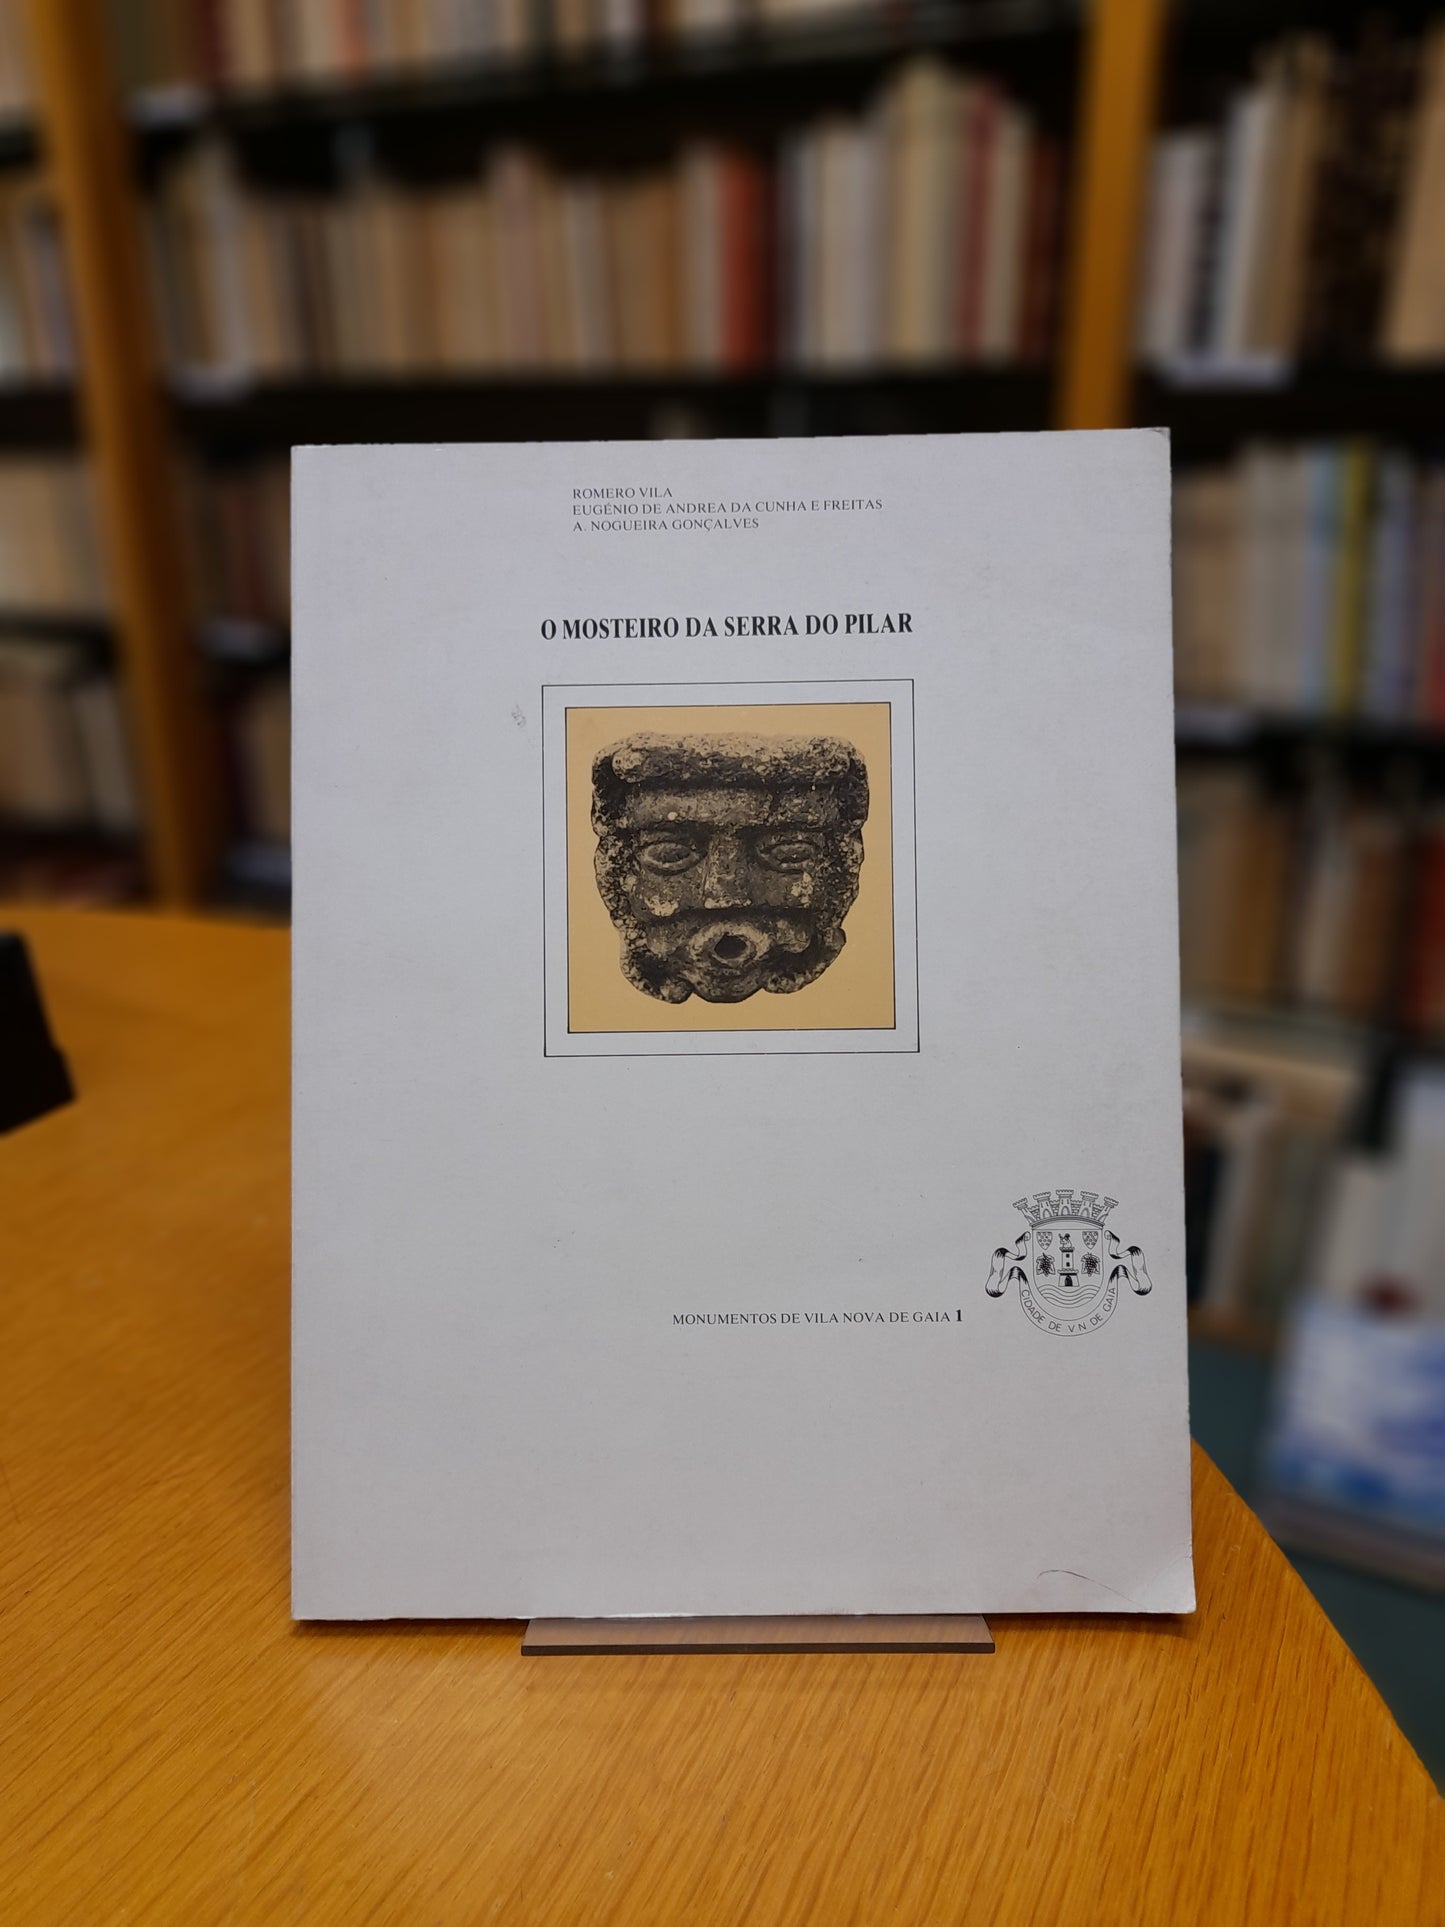 ROMERO VILA
EUGÉNIO DE ANDREA DA CUNHA E FREITAS
A. NOGUEIRA GONÇALVES
O MOSTEIRO DA SERRA DO PILAR
MONUMENTOS DE VILA NOVA DE GAIA 1
CIDADE DE V N DE GAIA